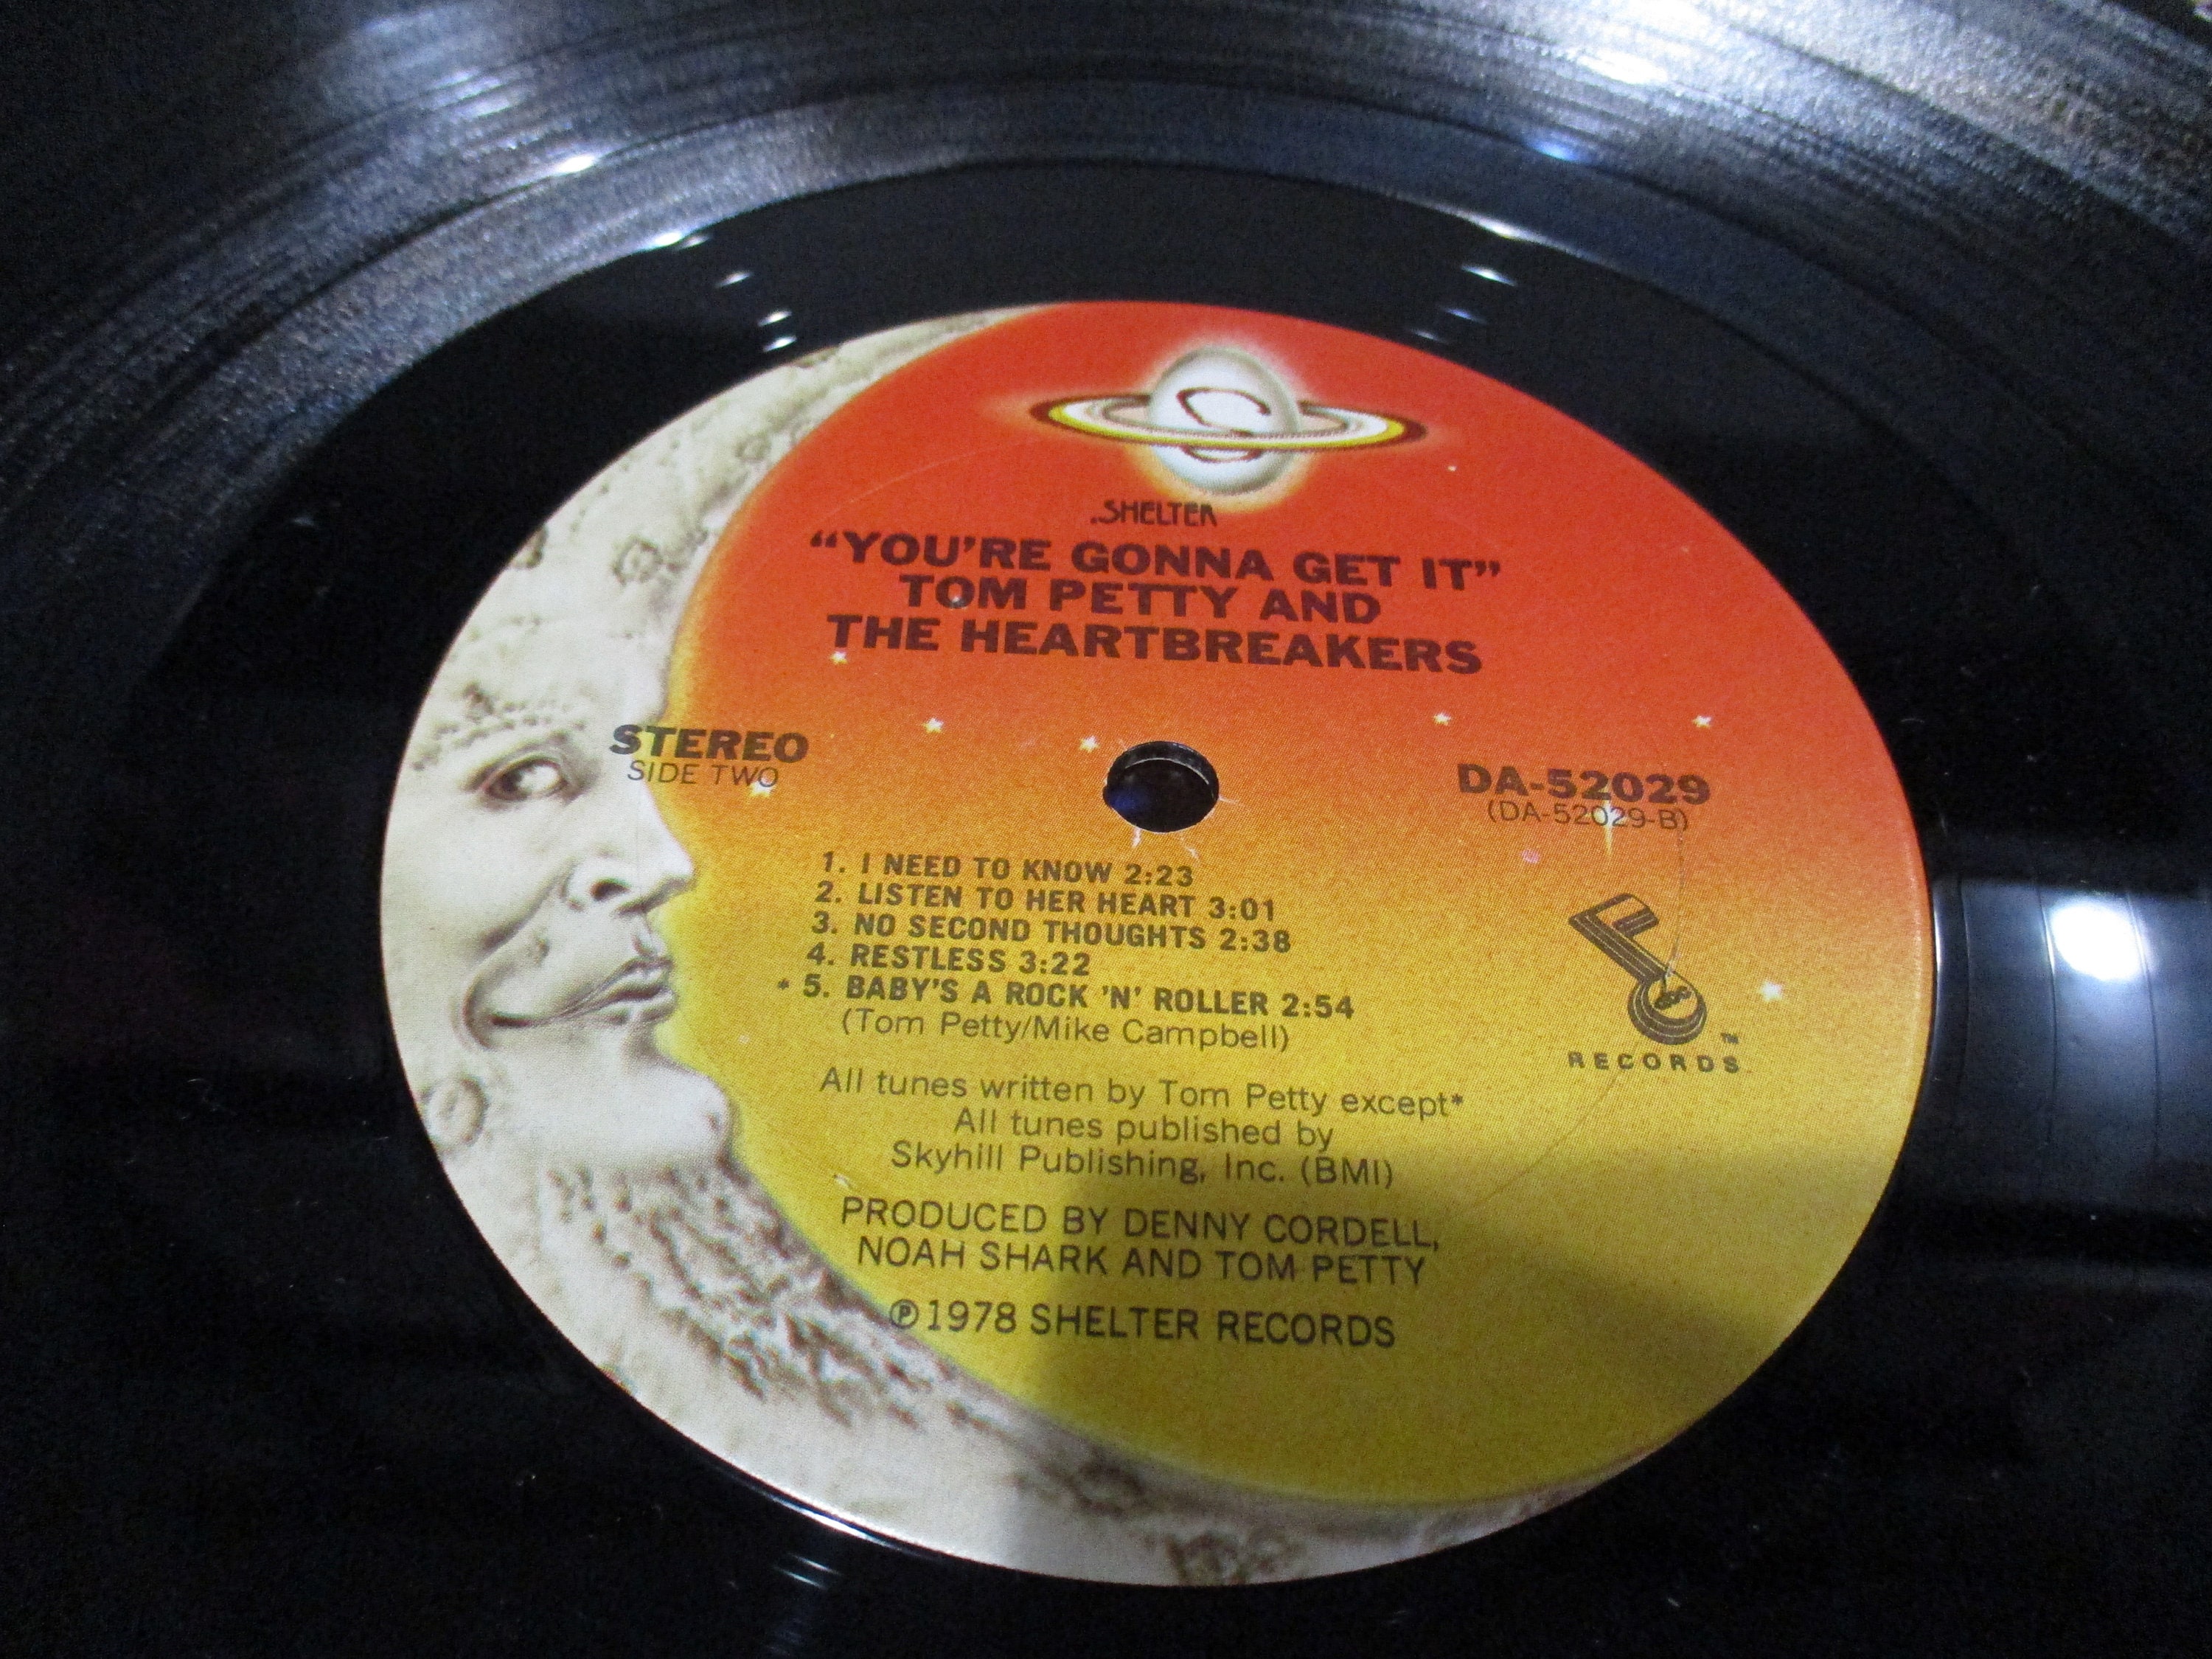 SHELTER
“YOU’RE GONNA GET IT”
TOM PETTY AND
THE HEARTBREAKERS
STEREO
SIDE TWO
DA-52029
(DA-52029-B)
1. I NEED TO KNOW 2:23
2. LISTEN TO HER HEART 3:01
3. NO SECOND THOUGHTS 2:38
4. RESTLESS 3:22
* 5. BABY’S A ROCK ’N’ ROLLER 2:54
(Tom Petty/Mike Campbell)
abc
RECORDS™
All tunes written by Tom Petty except*
All tunes published by
Skyhill Publishing, Inc. (BMI)
PRODUCED BY DENNY CORDELL,
NOAH SHARK AND TOM PETTY
℗1978 SHELTER RECORDS